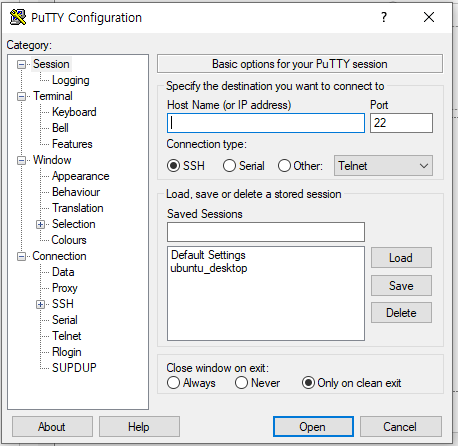 PuTTY Configuration
Category:
Session
Logging
Terminal
Keyboard
Bell
Features
Window
Appearance
Behaviour
Translation
Selection
Colours
Connection
Data
Proxy
SSH
Serial
Telnet
Rlogin
SUPDUP
Basic options for your PuTTY session
Specify the destination you want to connect to
Host Name (or IP address) Port
22
Connection type:
SSH Serial Other: Telnet
Load, save or delete a stored session
Saved Sessions
Default Settings
ubuntu_desktop
Load
Save
Delete
Close window on exit:
Always Never Only on clean exit
About Help Open Cancel